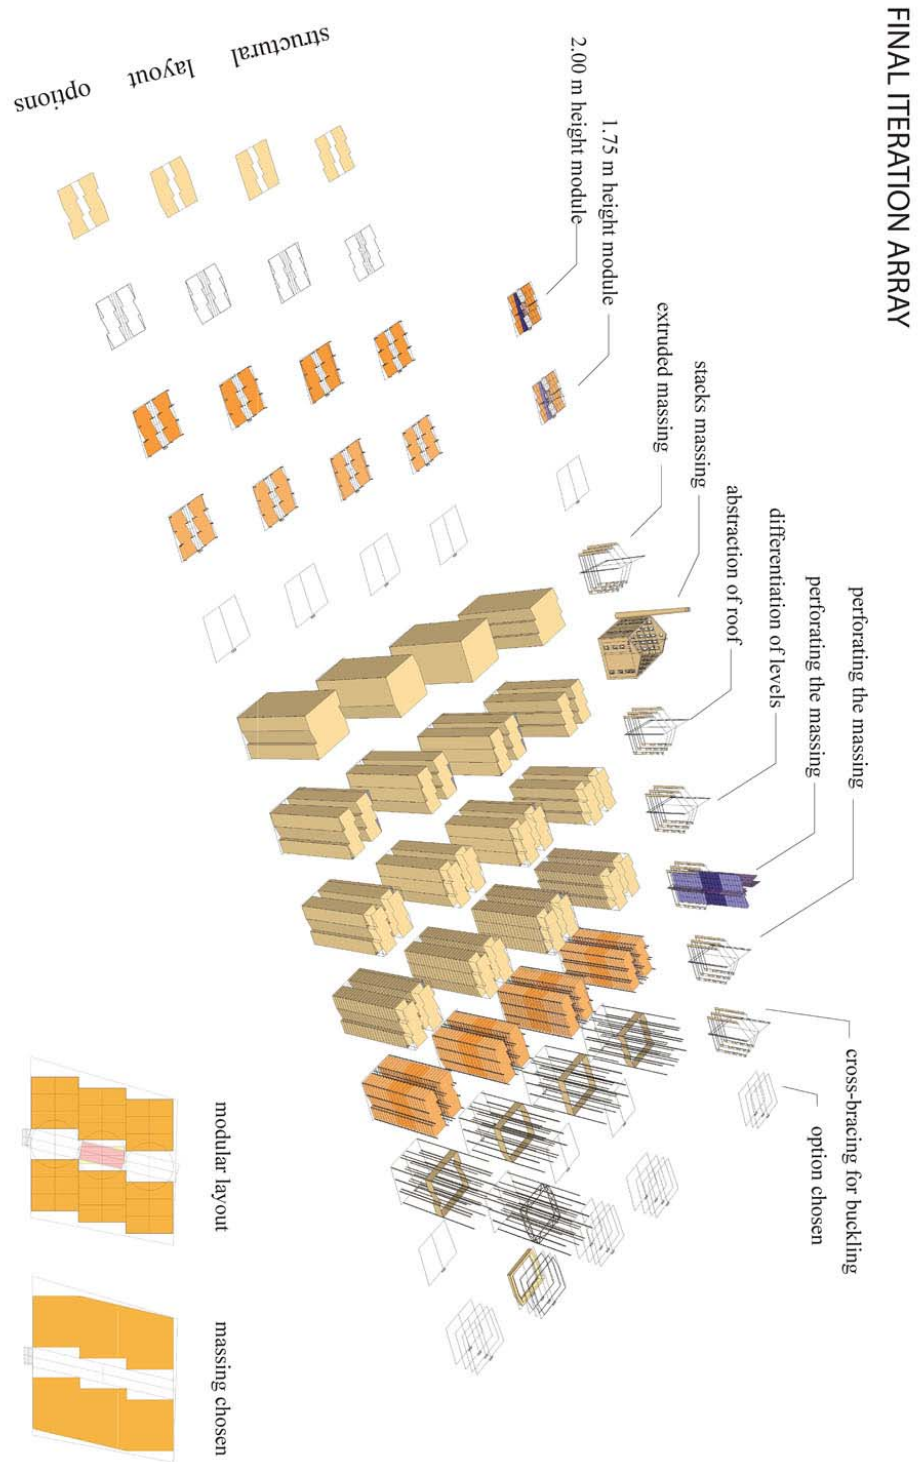 FINAL ITERATION ARRAY
structural
layout
options
2.00 m height module
1.75 m height module
extruded massing
stacks massing
abstraction of roof
differentiation of levels
perforating the massing
perforating the massing
cross-bracing for buckling
option chosen
modular layout
massing chosen